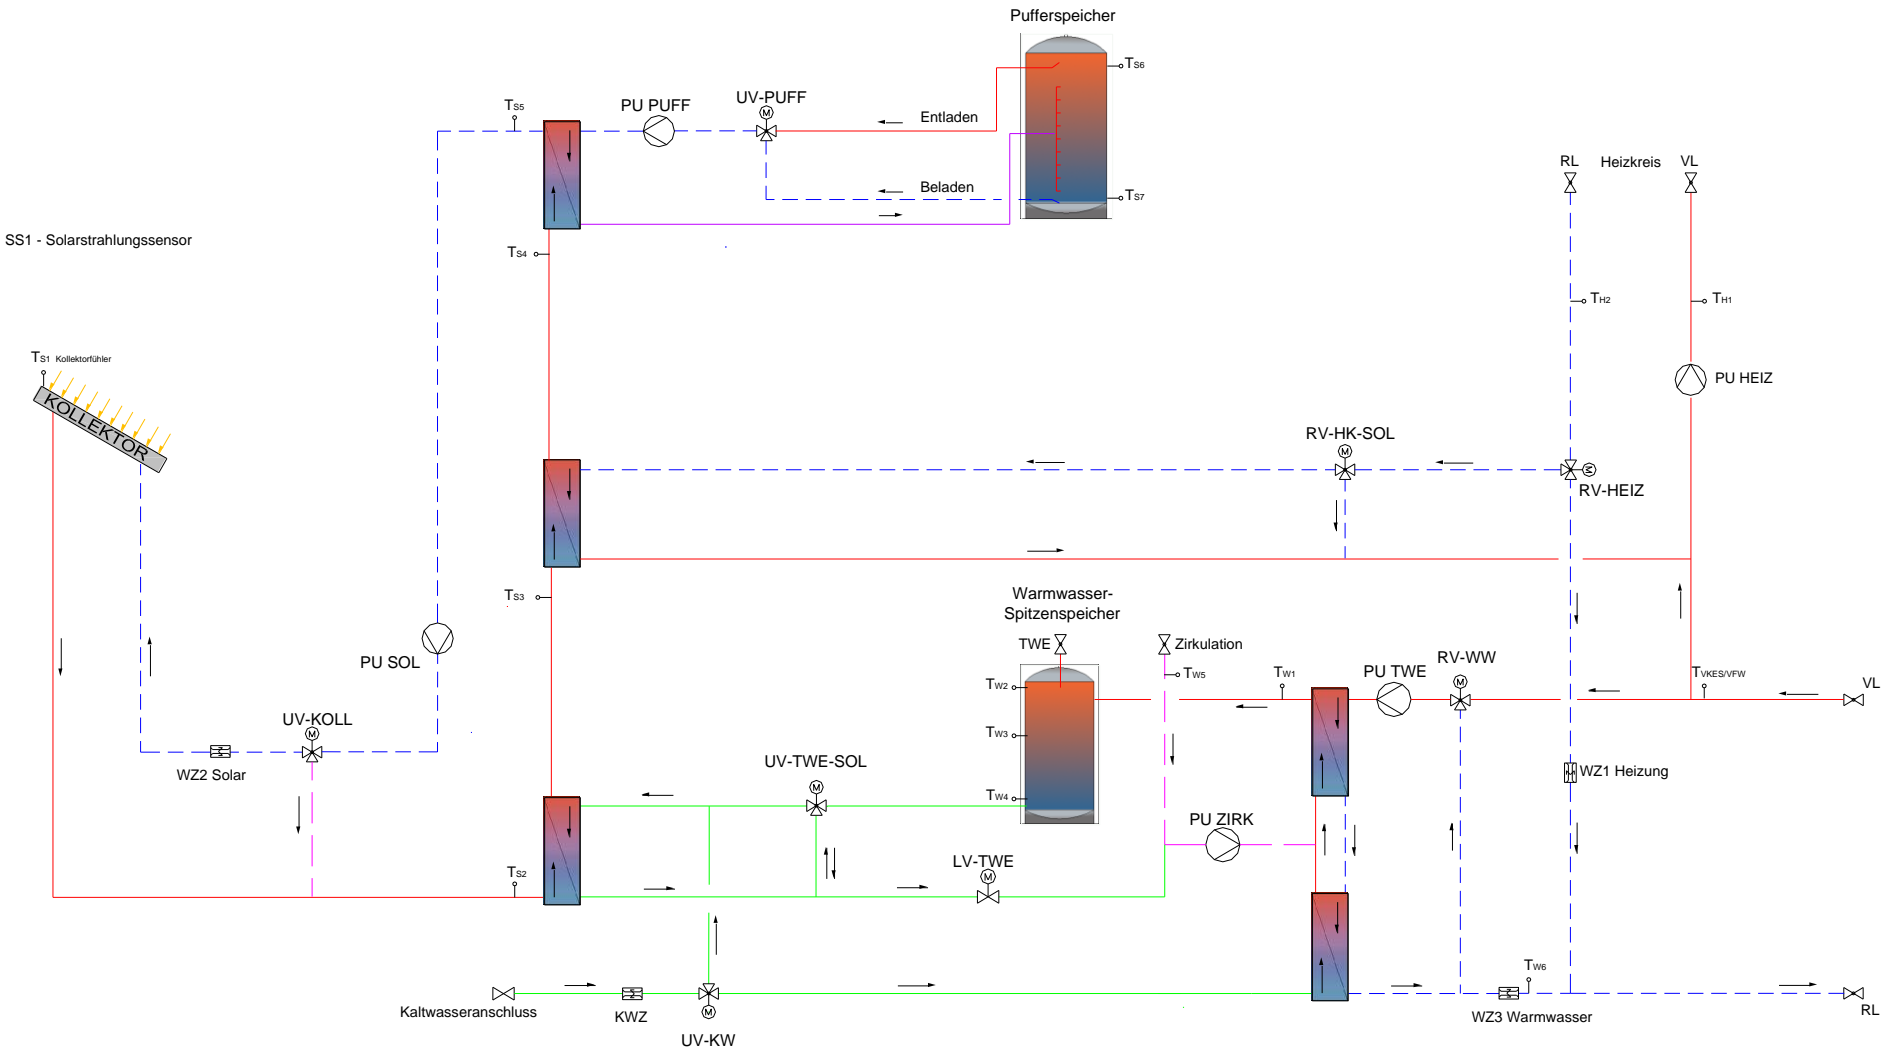 Pufferspeicher
TS6
TS5
PU PUFF
UV-PUFF
M
Entladen
Beladen
TS7
RL
Heizkreis
VL
SS1 - Solarstrahlungssensor
TS4
TH2
TH1
TS1 Kollektorfühler
KOLLEKTOR
PU HEIZ
RV-HK-SOL
M
M
RV-HEIZ
TS3
Warmwasser-
Spitzenspeicher
TWE
Zirkulation
PU SOL
TW2
TW5
TW1
PU TWE
RV-WW
M
TVKES/VFW
VL
UV-KOLL
M
TW3
WZ2 Solar
UV-TWE-SOL
M
WZ1 Heizung
TW4
PU ZIRK
TS2
LV-TWE
M
TW6
Kaltwasseranschluss
KWZ
M
UV-KW
WZ3 Warmwasser
RL